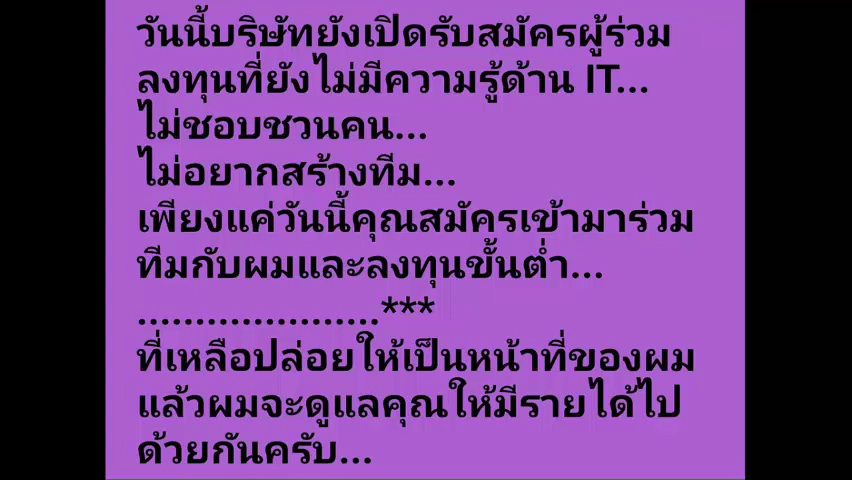 วันนี้บริษัทยังเปิดรับสมัครผู้ร่วม
ลงทุนที่ยังไม่มีความรู้ด้าน IT...
ไม่ชอบชวนคน...
ไม่อยากสร้างทีม...
เพียงแค่วันนี้คุณสมัครเข้ามาร่วม
ทีมกับผมและลงทุนขั้นต่ำ...
.....................***
ที่เหลือปล่อยให้เป็นหน้าที่ของผม
แล้วผมจะดูแลคุณให้มีรายได้ไป
ด้วยกันครับ...